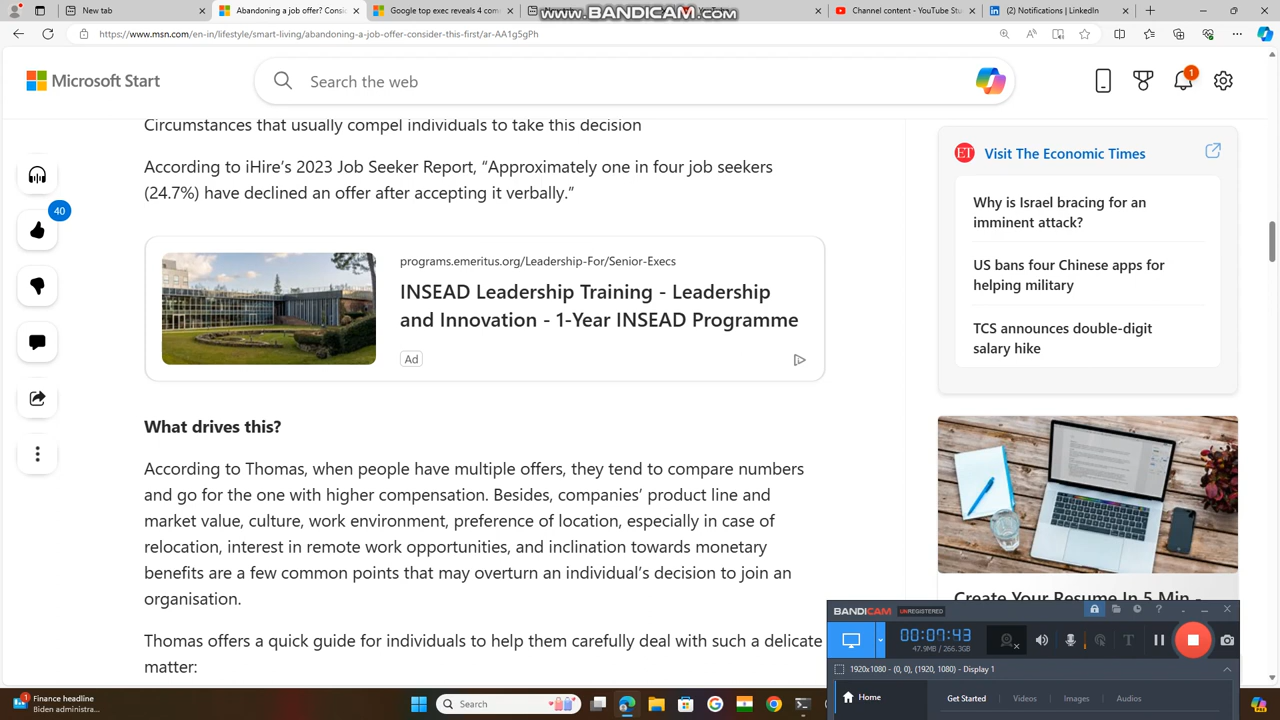 New tab
Abandoning a job offer? Consi
Google top exec reveals 4 com
www.BANDICAM.com
Channel content - YouTube Stu
(2) Notifications | LinkedIn
https://www.msn.com/en-in/lifestyle/smart-living/abandoning-a-job-offer-consider-this-first/ar-AA1g5gPh
Microsoft Start
Search the web
1
Circumstances that usually compel individuals to take this decision
According to iHire's 2023 Job Seeker Report, “Approximately one in four job seekers
(24.7%) have declined an offer after accepting it verbally.”
40
programs.emeritus.org/Leadership-For/Senior-Execs
INSEAD Leadership Training - Leadership
and Innovation - 1-Year INSEAD Programme
Ad
What drives this?
According to Thomas, when people have multiple offers, they tend to compare numbers
and go for the one with higher compensation. Besides, companies’ product line and
market value, culture, work environment, preference of location, especially in case of
relocation, interest in remote work opportunities, and inclination towards monetary
benefits are a few common points that may overturn an individual’s decision to join an
organisation.
Thomas offers a quick guide for individuals to help them carefully deal with such a delicate
matter:
ET
Visit The Economic Times
Why is Israel bracing for an
imminent attack?
US bans four Chinese apps for
helping military
TCS announces double-digit
salary hike
Create Your Resume In 5 Min -
BANDICAM UNREGISTERED
00:07:43
47.9MB / 266.3GB
1920x1080 - (0, 0), (1920, 1080) - Display 1
Home
Get Started
Videos
Images
Audios
1
Finance headline
Biden administra...
Search